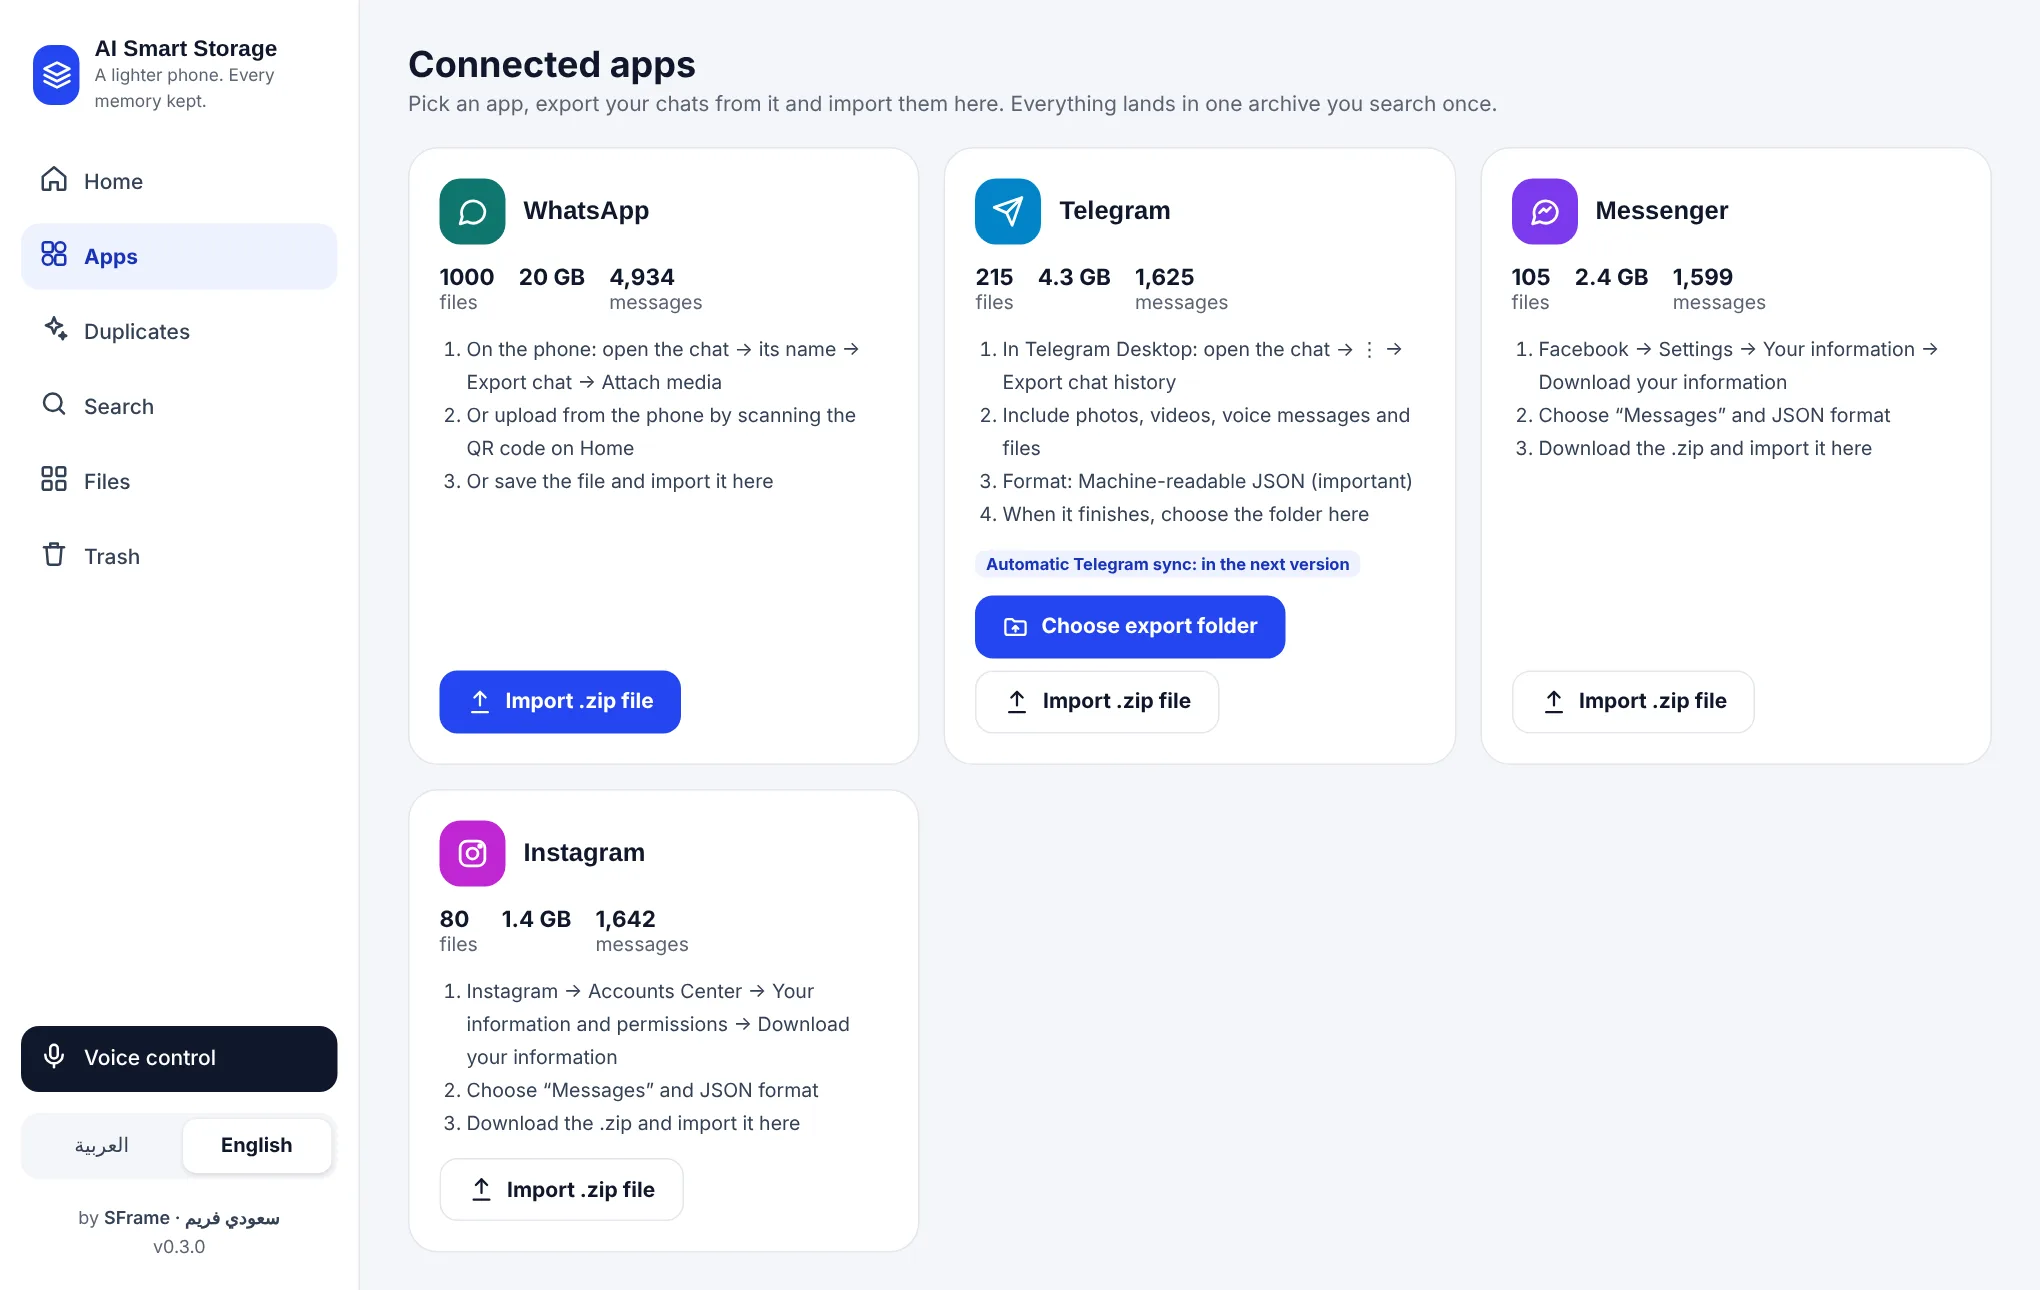 AI Smart Storage
A lighter phone. Every
memory kept.
Home
Apps
Duplicates
Search
Files
Trash
Voice control
العربية
English
by SFrame · سعودي فريم
v0.3.0
Connected apps
Pick an app, export your chats from it and import them here. Everything lands in one archive you search once.
WhatsApp
1000 20 GB 4,934
files messages
1. On the phone: open the chat → its name →
Export chat → Attach media
2. Or upload from the phone by scanning the
QR code on Home
3. Or save the file and import it here
Import .zip file
Telegram
215 4.3 GB 1,625
files messages
1. In Telegram Desktop: open the chat → ⋮ →
Export chat history
2. Include photos, videos, voice messages and
files
3. Format: Machine-readable JSON (important)
4. When it finishes, choose the folder here
Automatic Telegram sync: in the next version
Choose export folder
Import .zip file
Messenger
105 2.4 GB 1,599
files messages
1. Facebook → Settings → Your information →
Download your information
2. Choose “Messages” and JSON format
3. Download the .zip and import it here
Import .zip file
Instagram
80 1.4 GB 1,642
files messages
1. Instagram → Accounts Center → Your
information and permissions → Download
your information
2. Choose “Messages” and JSON format
3. Download the .zip and import it here
Import .zip file